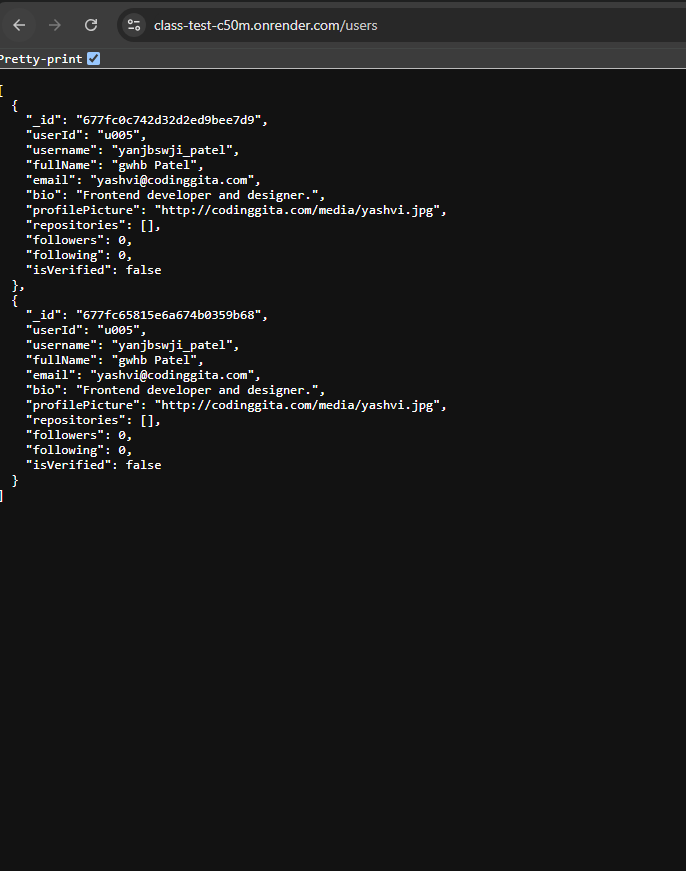 class-test-c50m.onrender.com/users
Pretty-print
[
  {
    "_id": "677fc0c742d32d2ed9bee7d9",
    "userId": "u005",
    "username": "yanjbswji_patel",
    "fullName": "gwhb Patel",
    "email": "yashvi@codinggita.com",
    "bio": "Frontend developer and designer.",
    "profilePicture": "http://codinggita.com/media/yashvi.jpg",
    "repositories": [],
    "followers": 0,
    "following": 0,
    "isVerified": false
  },
  {
    "_id": "677fc65815e6a674b0359b68",
    "userId": "u005",
    "username": "yanjbswji_patel",
    "fullName": "gwhb Patel",
    "email": "yashvi@codinggita.com",
    "bio": "Frontend developer and designer.",
    "profilePicture": "http://codinggita.com/media/yashvi.jpg",
    "repositories": [],
    "followers": 0,
    "following": 0,
    "isVerified": false
  }
]